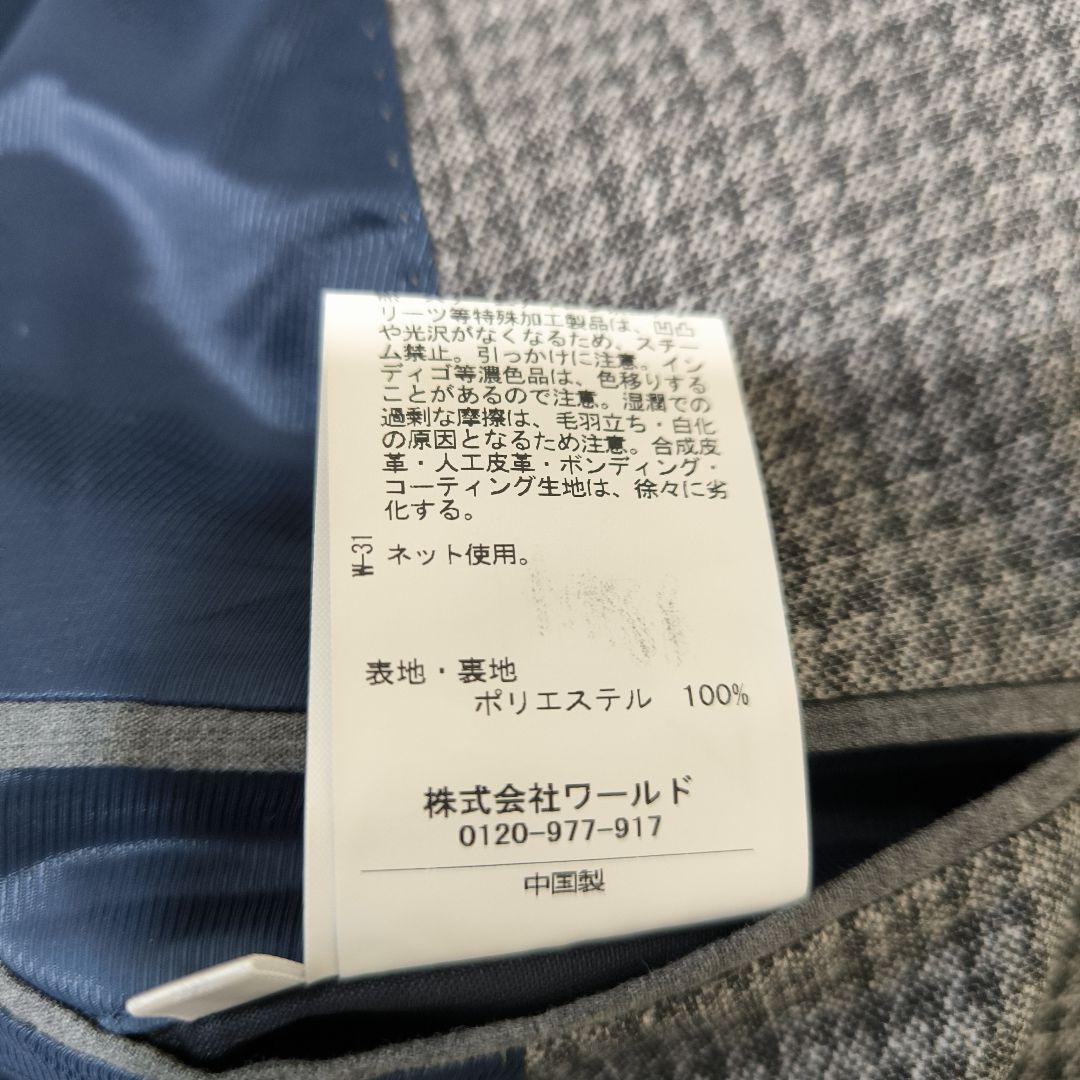 リーツ等特殊加工製品は、凹凸
や光沢がなくなるため、スチー
ム禁止。引っかけに注意。イン
ディゴ等濃色品は、色移りする
ことがあるので注意。湿潤での
過剰な摩擦は、毛羽立ち・白化
の原因となるため注意。合成皮
革・人工皮革・ボンディング・
コーティング生地は、徐々に劣
化する。
W-31
ネット使用。
表地・裏地
ポリエステル 100%
株式会社ワールド
0120-977-917
中国製